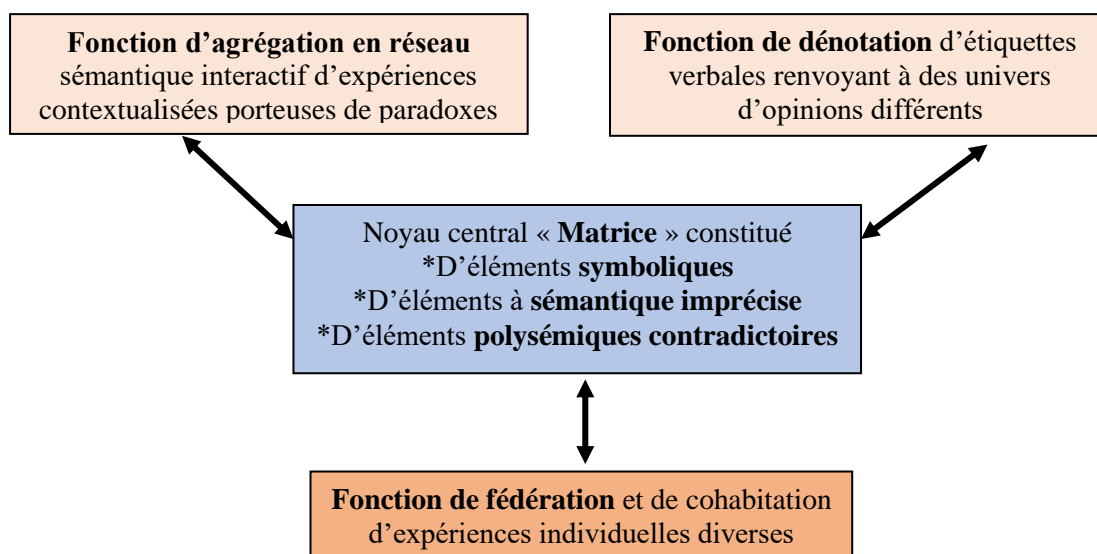 Fonction d’agrégation en réseau
sémantique interactif d’expériences
contextualisées porteuses de paradoxes
Fonction de dénotation d’étiquettes
verbales renvoyant à des univers
d’opinions différents
Noyau central « Matrice » constitué
*D’éléments symboliques
*D’éléments à sémantique imprécise
*D’éléments polysémiques contradictoires
Fonction de fédération et de cohabitation
d’expériences individuelles diverses